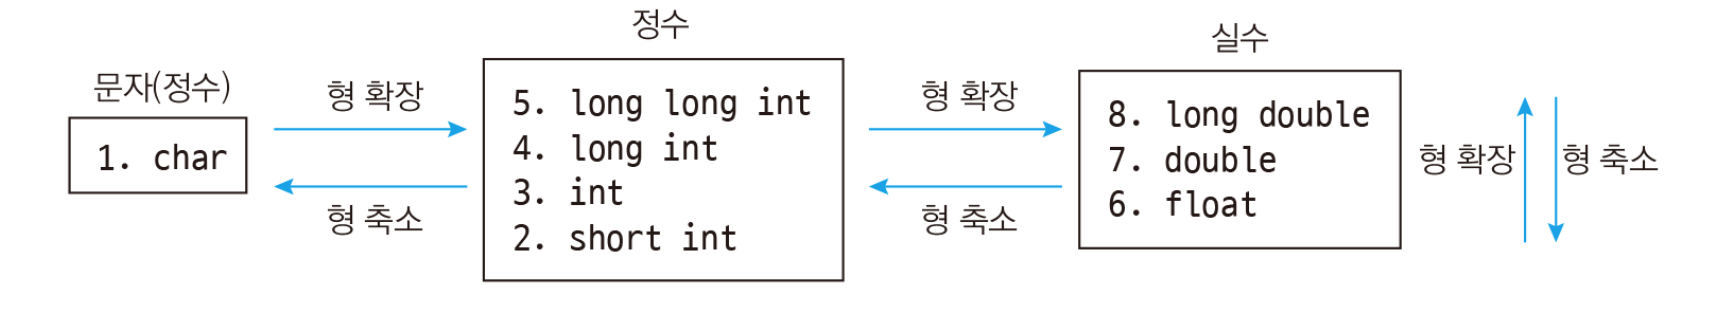 문자(정수)
1. char
형 확장
형 축소
정수
5. long long int
4. long int
3. int
2. short int
형 확장
형 축소
실수
8. long double
7. double
6. float
형 확장
형 축소